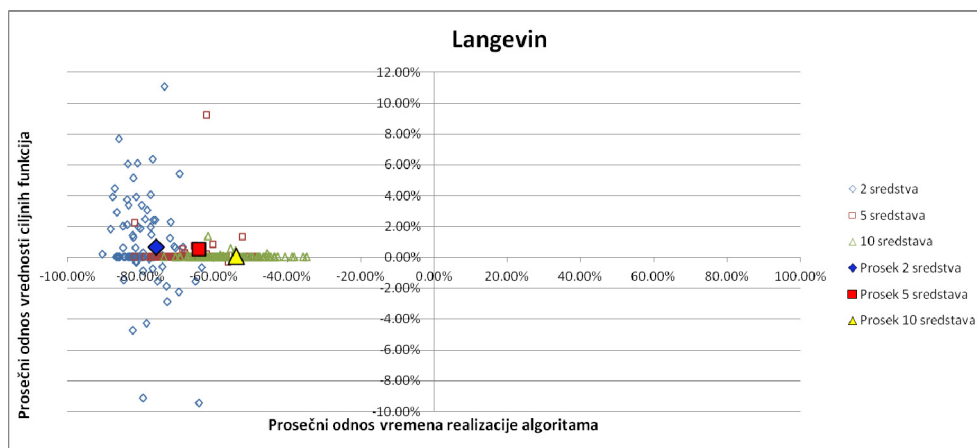 Langevin
Prosečni odnos vrednosti ciljnih funkcija
12.00%
10.00%
8.00%
6.00%
4.00%
2.00%
0.00%
-2.00%
-4.00%
-6.00%
-8.00%
-10.00%
-100.00%
-80.00%
-60.00%
-40.00%
-20.00%
0.00%
20.00%
40.00%
60.00%
80.00%
100.00%
Prosečni odnos vremena realizacije algoritama
2 sredstva
5 sredstava
10 sredstava
Prosek 2 sredstva
Prosek 5 sredstava
Prosek 10 sredstava